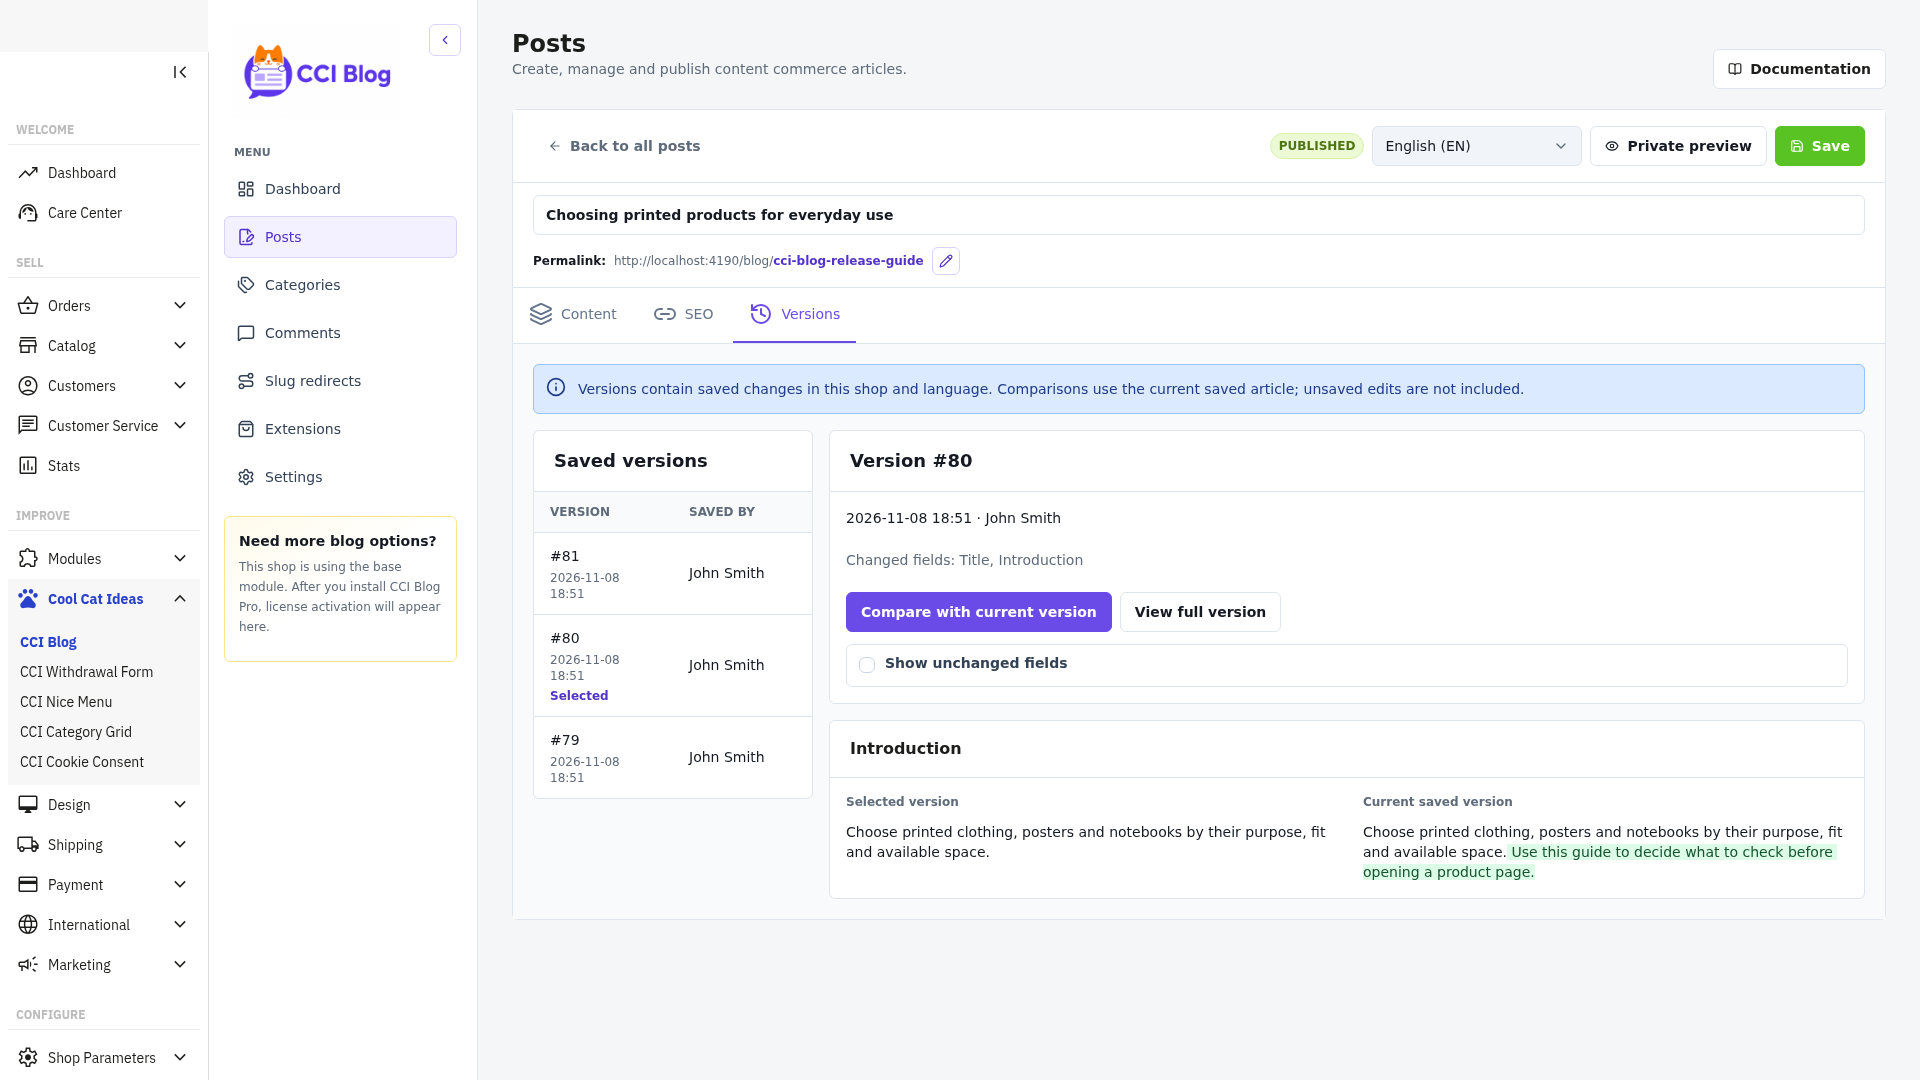 WELCOME
Dashboard
Care Center
SELL
Orders
Catalog
Customers
Customer Service
Stats
IMPROVE
Modules
Cool Cat Ideas
CCI Blog
CCI Withdrawal Form
CCI Nice Menu
CCI Category Grid
CCI Cookie Consent
Design
Shipping
Payment
International
Marketing
CONFIGURE
Shop Parameters
CCI Blog
MENU
Dashboard
Posts
Categories
Comments
Slug redirects
Extensions
Settings
Need more blog options?
This shop is using the base
module. After you install CCI Blog
Pro, license activation will appear
here.
Posts
Create, manage and publish content commerce articles.
Documentation
Back to all posts
PUBLISHED
English (EN)
Private preview
Save
Choosing printed products for everyday use
Permalink: http://localhost:4190/blog/cci-blog-release-guide
Content
SEO
Versions
Versions contain saved changes in this shop and language. Comparisons use the current saved article; unsaved edits are not included.
Saved versions
VERSION SAVED BY
#81
2026-11-08
18:51
John Smith
#80
2026-11-08
18:51
Selected
John Smith
#79
2026-11-08
18:51
John Smith
Version #80
2026-11-08 18:51 · John Smith
Changed fields: Title, Introduction
Compare with current version
View full version
Show unchanged fields
Introduction
Selected version
Choose printed clothing, posters and notebooks by their purpose, fit
and available space.
Current saved version
Choose printed clothing, posters and notebooks by their purpose, fit
and available space. Use this guide to decide what to check before
opening a product page.